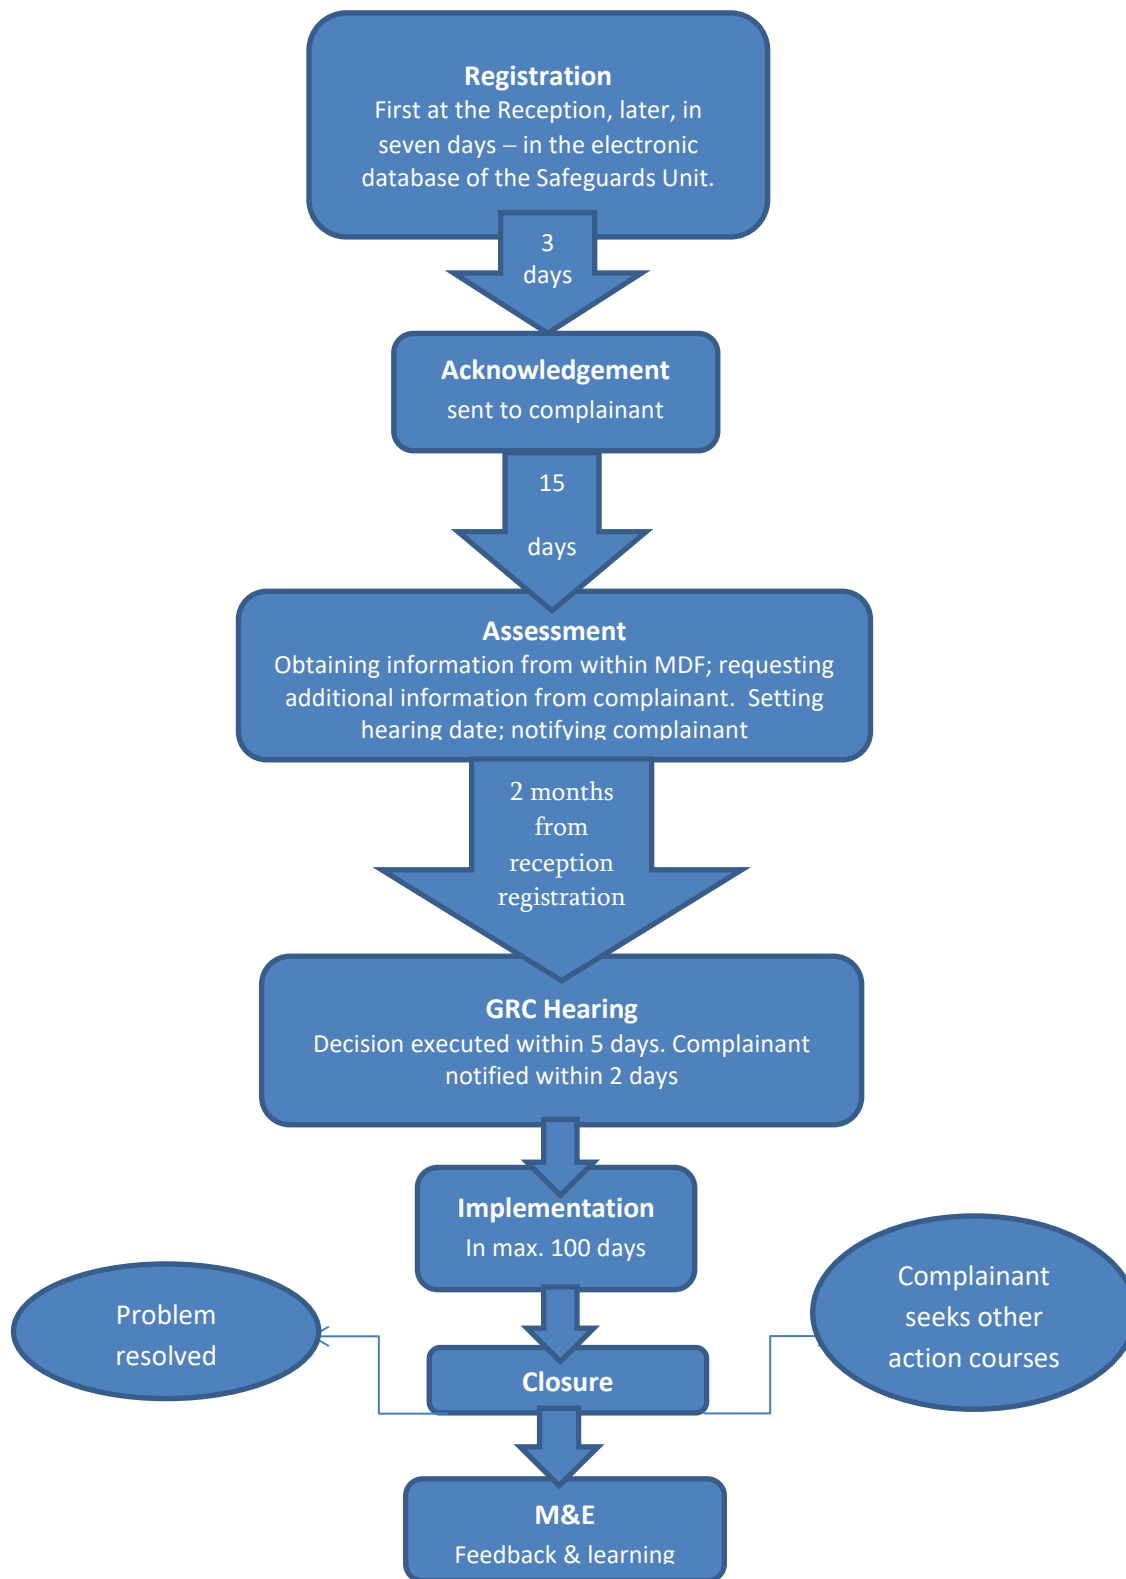 Registration
First at the Reception, later, in
seven days – in the electronic
database of the Safeguards Unit.
3
days
Acknowledgement
sent to complainant
15
days
Assessment
Obtaining information from within MDF; requesting
additional information from complainant.  Setting
hearing date; notifying complainant
2 months
from
reception
registration
GRC Hearing
Decision executed within 5 days. Complainant
notified within 2 days
Implementation
In max. 100 days
Problem
resolved
Complainant
seeks other
action courses
Closure
M&E
Feedback & learning